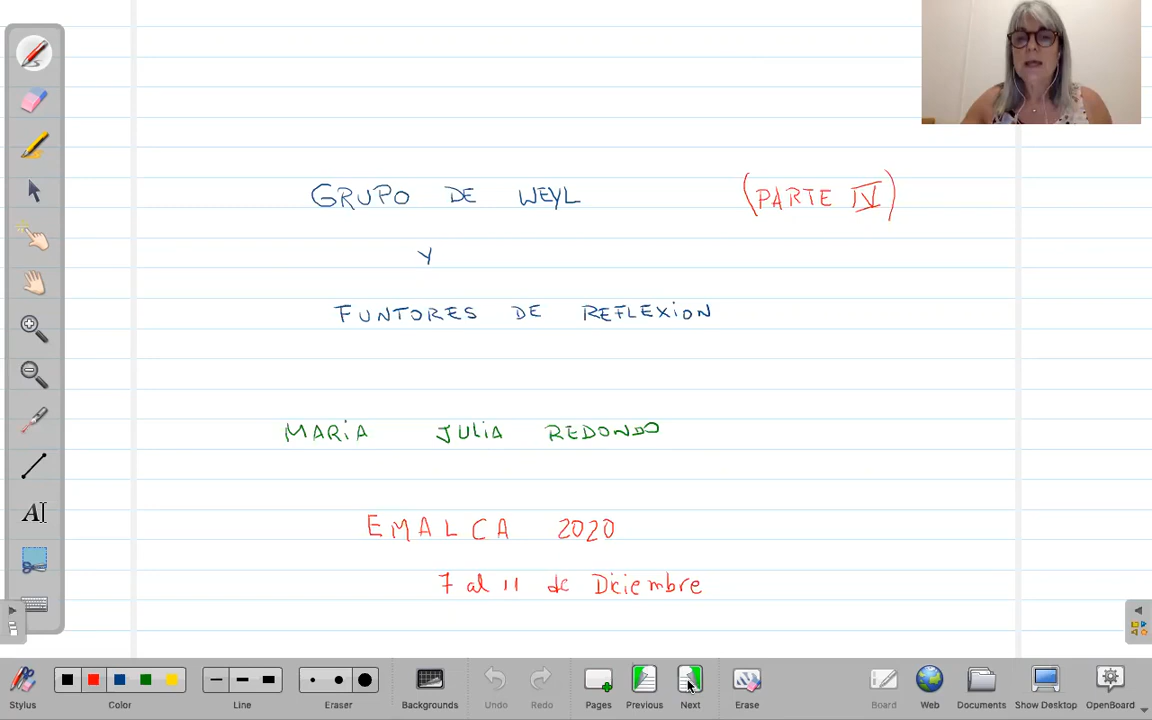 GRUPO DE WEYL (PARTE IV)
Y
FUNTORES DE REFLEXION
MARIA JULIA REDONDO
EMALCA 2020
7 al 11 de Diciembre
Stylus Color Line Eraser Backgrounds Undo Redo Pages Previous Next Erase Board Web Documents Show Desktop OpenBoard